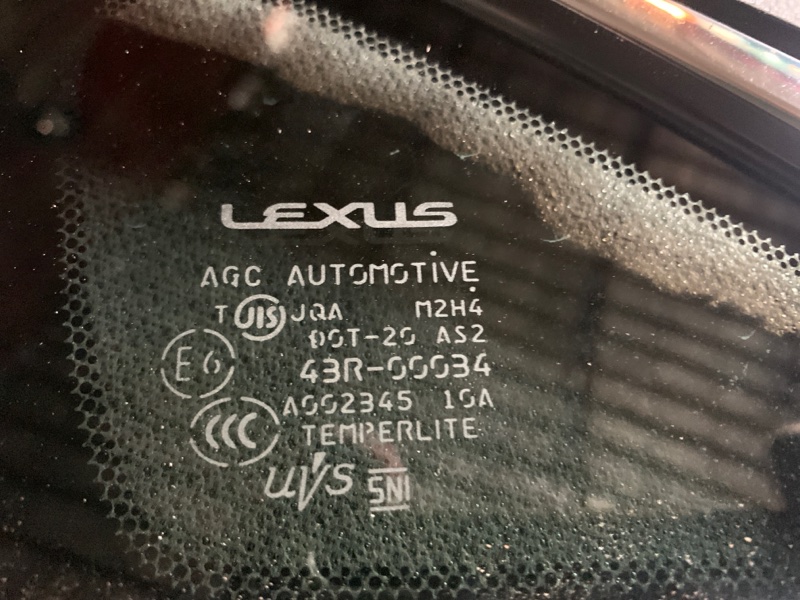 LEXUS
AGC AUTOMOTIVE
T JIS JQA M2H4
DOT-20 AS2
E6 43R-00034
CCC A002345 10A
TEMPERLITE
UVS SNI